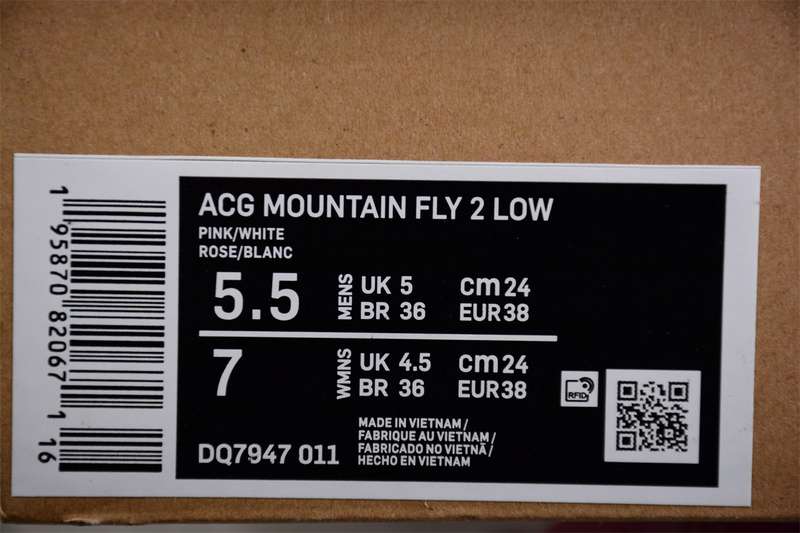 ACG MOUNTAIN FLY 2 LOW
PINK/WHITE
ROSE/BLANC
5.5 MENS UK 5 cm 24
BR 36 EUR 38
7 WMNS UK 4.5 cm 24
BR 36 EUR 38
RFID
DQ7947 011
MADE IN VIETNAM/
FABRIQUE AU VIETNAM/
FABRICADO NO VIETNÃ/
HECHO EN VIETNAM
1 95870 82067 1
16